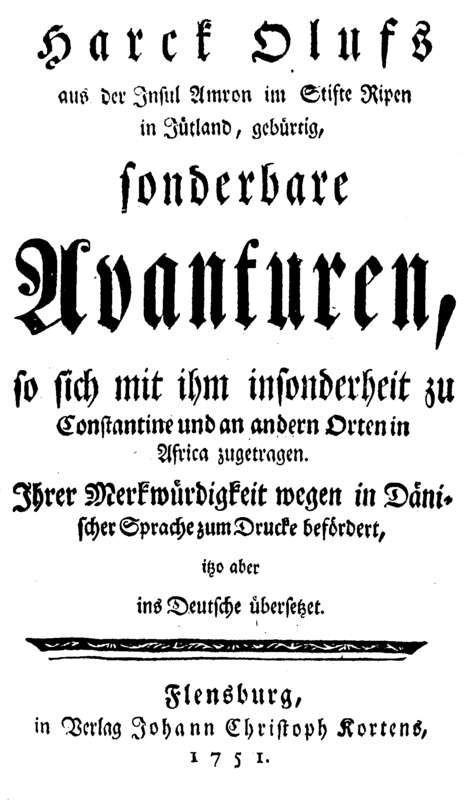 Harck Olufs
aus der Insul Amron im Stifte Ripen
in Jütland, gebürtig,
sonderbare
Avanturen,
so sich mit ihm insonderheit zu
Constantine und an andern Orten in
Africa zugetragen.
Ihrer Merkwürdigkeit wegen in Däni-
scher Sprache zum Drucke befördert,
itzo aber
ins Deutsche übersetzet.
Flensburg,
in Verlag Johann Christoph Kortens,
1751.